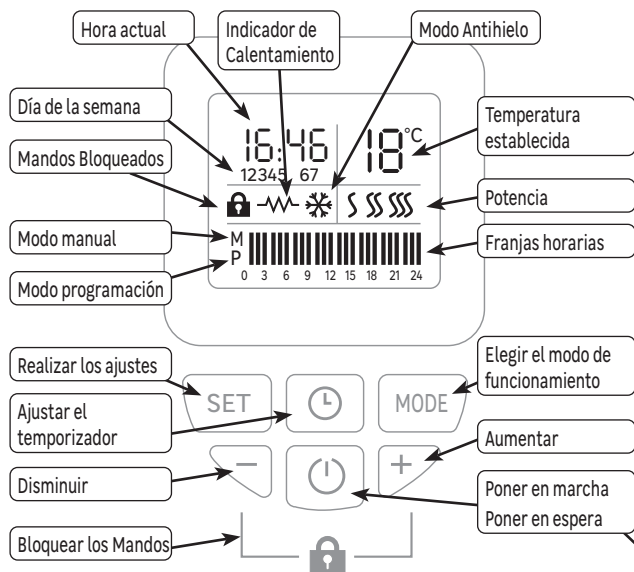 Hora actual
Indicador de
Calentamiento
Modo Antihielo
Día de la semana
Mandos Bloqueados
16:46
18°C
12345 67
Temperatura
establecida
Potencia
Modo manual
M
P
Franjas horarias
Modo programación
0 3 6 9 12 15 18 21 24
Realizar los ajustes
SET
MODE
Elegir el modo de
funcionamiento
Ajustar el
temporizador
Aumentar
Disminuir
- +
Poner en marcha
Poner en espera
Bloquear los Mandos